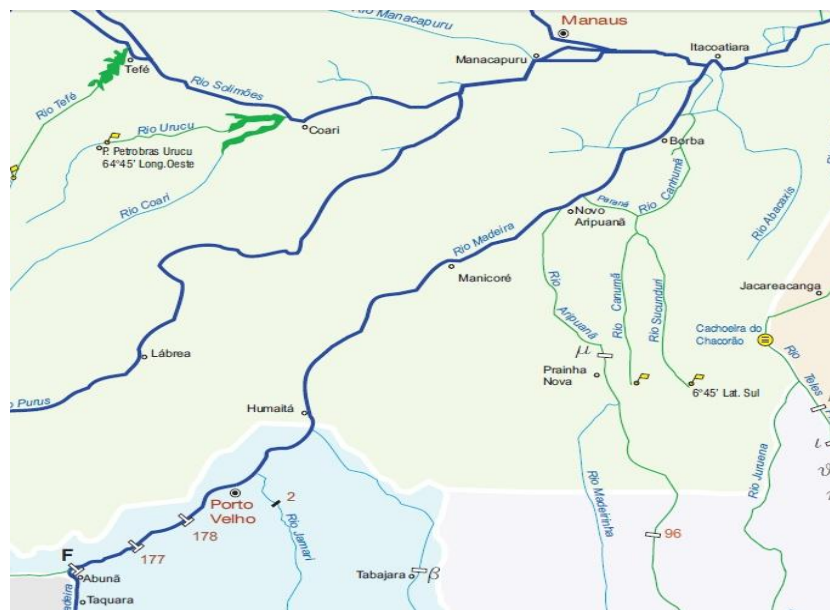 Rio Manacapuru
Manaus
Itacoatiara
Manacapuru
Tefé
Rio Solimões
Rio Tefé
Rio Urucu
Coari
P. Petrobras Urucu
64°45' Long.Oeste
Borba
Rio Canhumã
Rio Coari
Paraná
Novo
Aripuanã
Rio Abacaxis
Rio Madeira
Manicoré
Jacareacanga
Rio Aripuanã
Rio Canumã
Rio Sucunduri
Cachoeira do
Chacorão
Lábrea
μ
Rio Teles
Prainha
Nova
6°45' Lat. Sul
o Purus
Humaitá
Rio Juruena
Rio Madeirinha
Porto
Velho
2
Rio Jamari
178
96
177
F
Abunã
Tabajara
β
Taquara
adeira